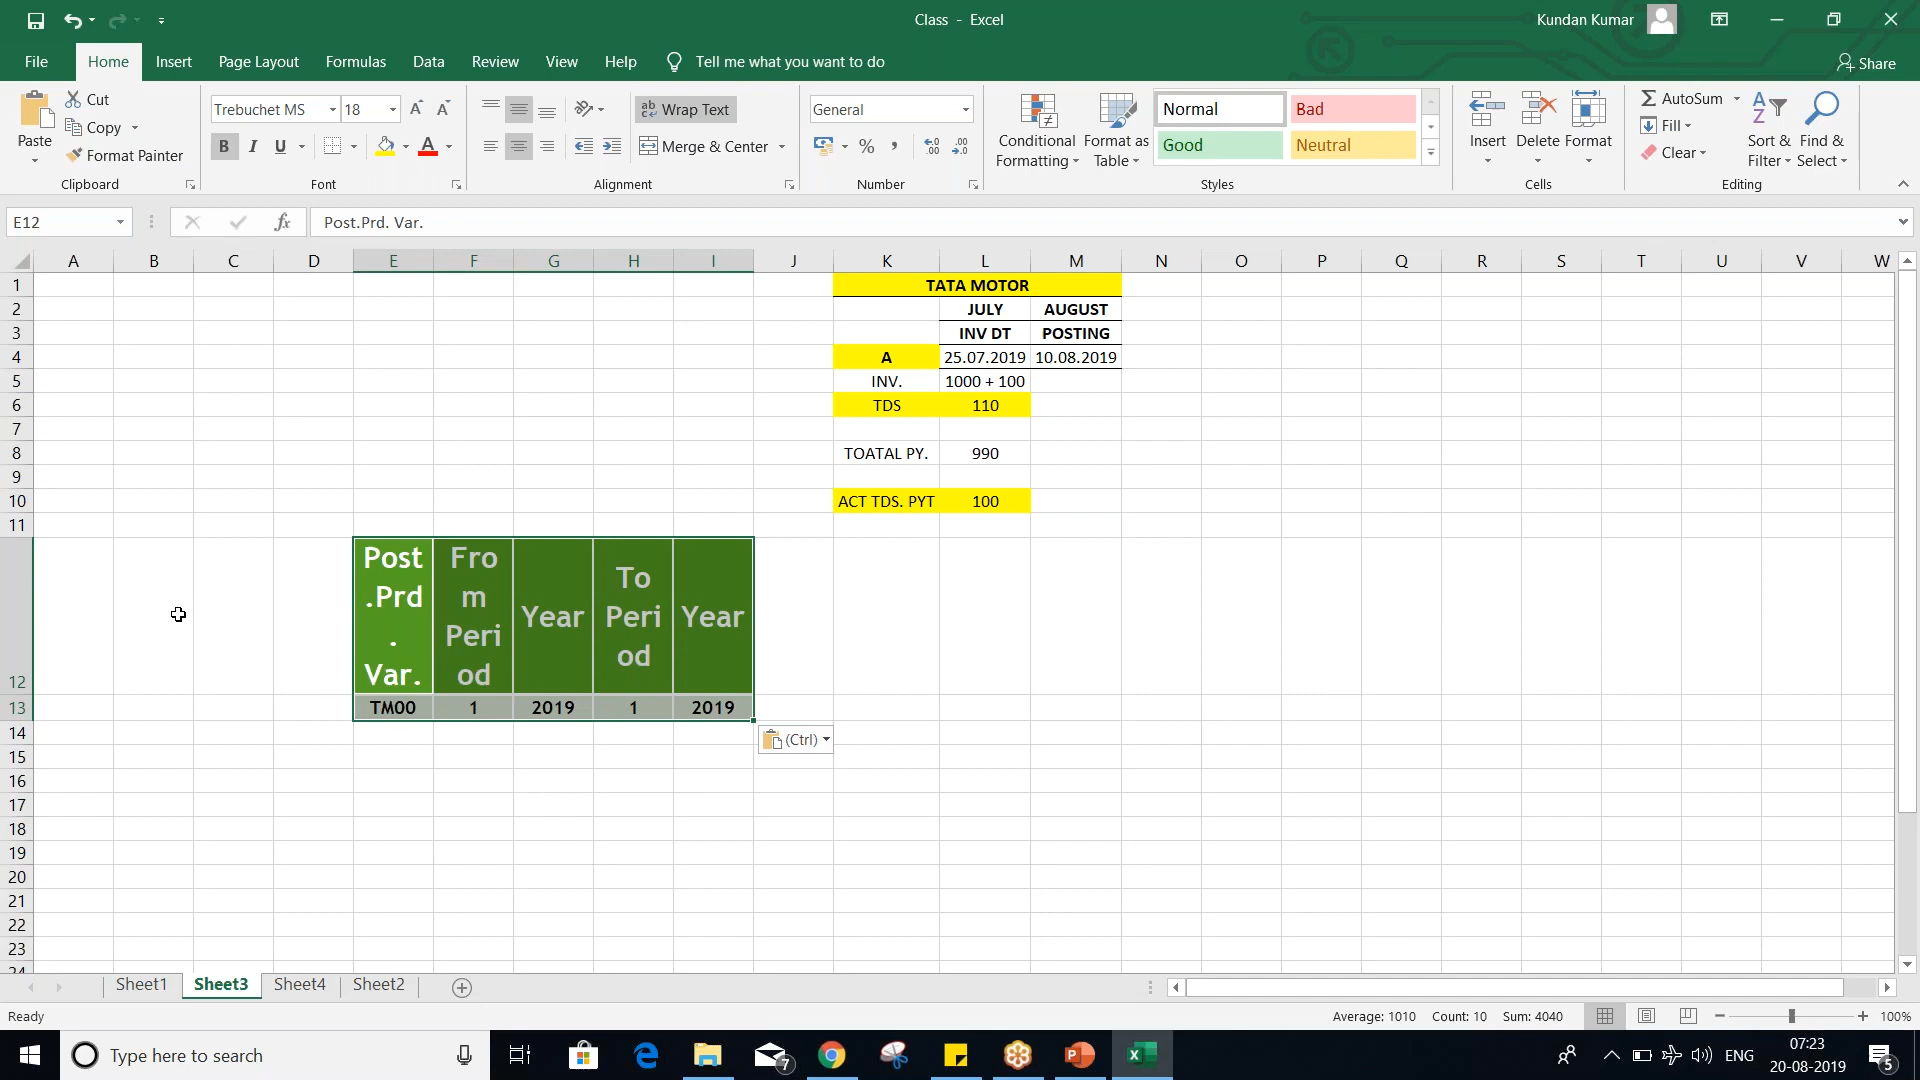 Class - Excel
Kundan Kumar
File Home Insert Page Layout Formulas Data Review View Help Tell me what you want to do Share
Paste
Cut
Copy
Format Painter
Clipboard
Trebuchet MS 18
B I U
Font
Wrap Text
Merge & Center
Alignment
General
Number
Conditional Formatting
Format as Table
Normal Bad
Good Neutral
Styles
Insert Delete Format
Cells
AutoSum
Fill
Clear
Sort & Filter
Find & Select
Editing
E12 fx Post.Prd. Var.
A B C D E F G H I J K L M N O P Q R S T U V W
1 TATA MOTOR
2 JULY AUGUST
3 INV DT POSTING
4 A 25.07.2019 10.08.2019
5 INV. 1000 + 100
6 TDS 110
7
8 TOATAL PY. 990
9
10 ACT TDS. PYT 100
11
12 Post.Prd. Var. From Period Year To Period Year
13 TM00 1 2019 1 2019
14 (Ctrl)
15
16
17
18
19
20
21
22
23
24
Sheet1 Sheet3 Sheet4 Sheet2
Ready Average: 1010 Count: 10 Sum: 4040 100%
Type here to search
7
ENG
07:23
20-08-2019
5